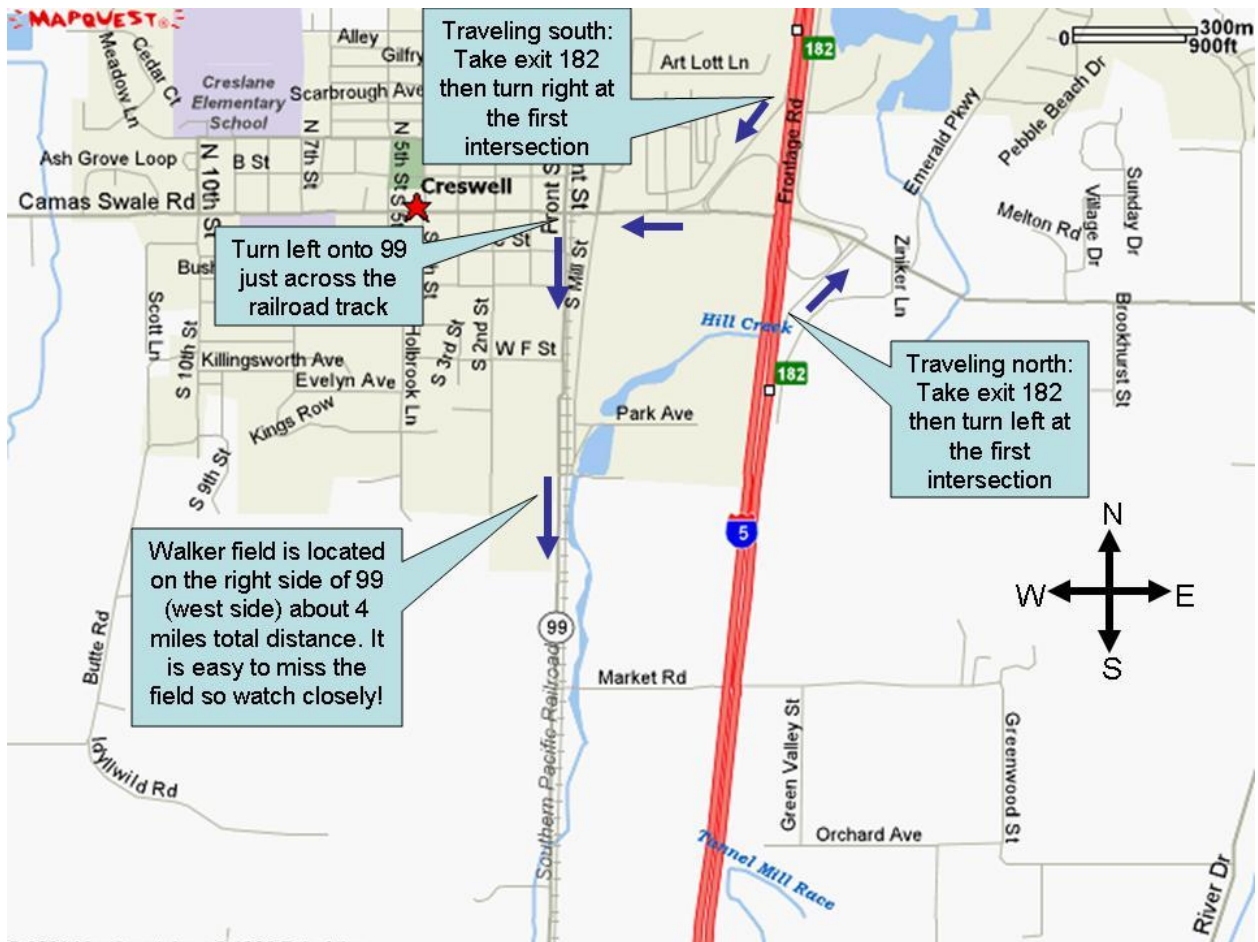 MAPQUEST
Meadow Ln
Cedar Ct
Creslane
Elementary
School
Alley
Gilfry
Scarbrough Ave
Traveling south:
Take exit 182
then turn right at
the first
intersection
Art Lott Ln
182
0
300m
900ft
Frontage Rd
Emerald Pkwy
Pebble Beach Dr
Ash Grove Loop
B St
N 10th St
N 7th St
N 5th St
Creswell
Camas Swale Rd
Front S
nt St
Melton Rd
Village Dr
Sunday Dr
Turn left onto 99
just across the
railroad track
Bush
St
S Mill St
Ziniker Ln
Brookhurst St
Scott Ln
S 10th St
Killingsworth Ave
Evelyn Ave
Kings Row
Holbrook Ln
S 3rd St
S 2nd St
W F St
Hill Creek
182
Park Ave
Traveling north:
Take exit 182
then turn left at
the first
intersection
S 9th St
5
N
W
E
S
Walker field is located
on the right side of 99
(west side) about 4
miles total distance. It
is easy to miss the
field so watch closely!
99
Butte Rd
Idyllwild Rd
Southern Pacific Railroad
Market Rd
Green Valley St
Greenwood St
Orchard Ave
Tunnel Mill Race
River Dr